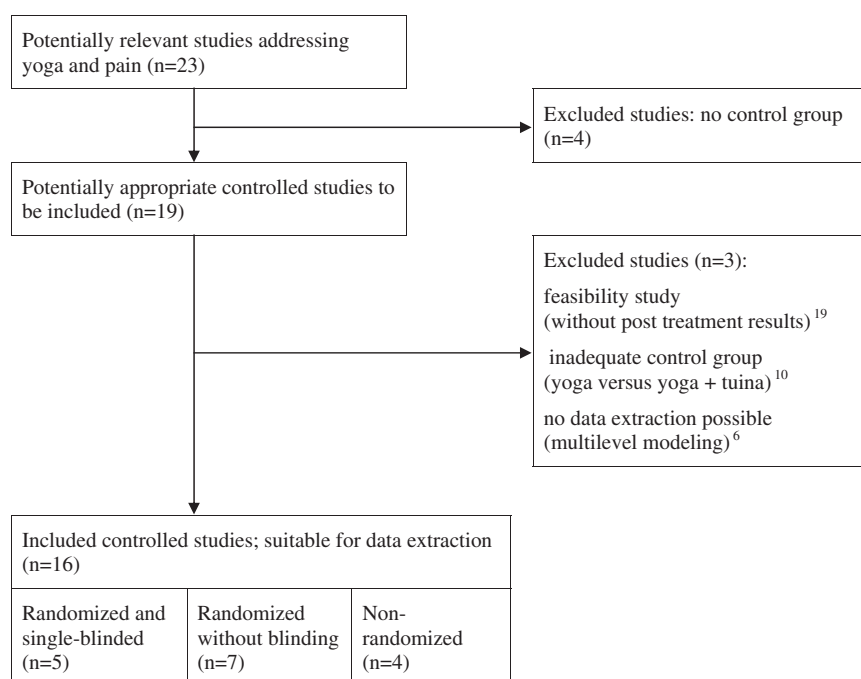 Potentially relevant studies addressing
yoga and pain (n=23)
Excluded studies: no control group
(n=4)
Potentially appropriate controlled studies to
be included (n=19)
Excluded studies (n=3):
feasibility study
(without post treatment results) 19
inadequate control group
(yoga versus yoga + tuina) 10
no data extraction possible
(multilevel modeling) 6
Included controlled studies; suitable for data extraction
(n=16)
Randomized and
single-blinded
(n=5)
Randomized
without blinding
(n=7)
Non-
randomized
(n=4)